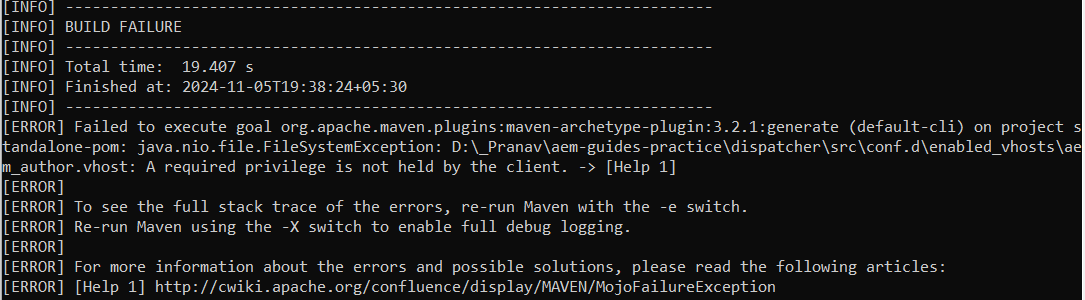 [INFO] ------------------------------------------------------------------------
[INFO] BUILD FAILURE
[INFO] ------------------------------------------------------------------------
[INFO] Total time:  19.407 s
[INFO] Finished at: 2024-11-05T19:38:24+05:30
[INFO] ------------------------------------------------------------------------
[ERROR] Failed to execute goal org.apache.maven.plugins:maven-archetype-plugin:3.2.1:generate (default-cli) on project s
tandalone-pom: java.nio.file.FileSystemException: D:\_Pranav\aem-guides-practice\dispatcher\src\conf.d\enabled_vhosts\ae
m_author.vhost: A required privilege is not held by the client. -> [Help 1]
[ERROR]
[ERROR] To see the full stack trace of the errors, re-run Maven with the -e switch.
[ERROR] Re-run Maven using the -X switch to enable full debug logging.
[ERROR]
[ERROR] For more information about the errors and possible solutions, please read the following articles:
[ERROR] [Help 1] http://cwiki.apache.org/confluence/display/MAVEN/MojoFailureException